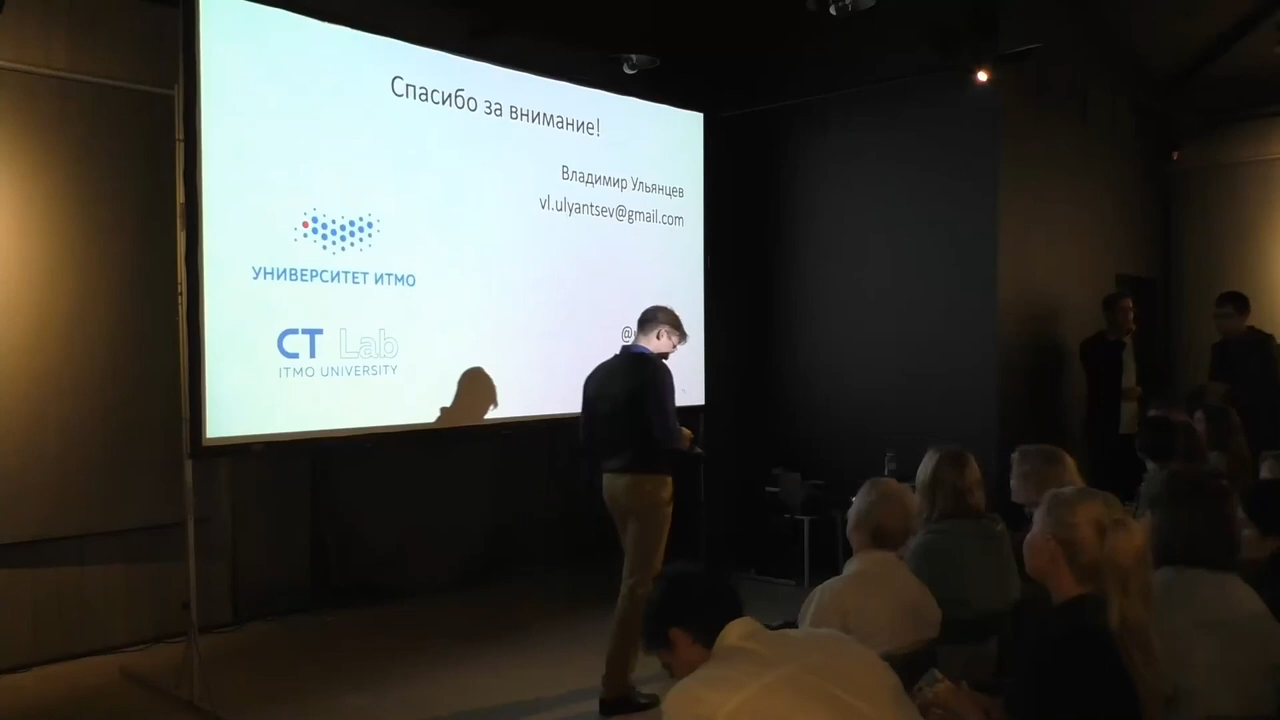 Спасибо за внимание!
Владимир Ульянцев
vl.ulyantsev@gmail.com
УНИВЕРСИТЕТ ИТМО
CT Lab
ITMO UNIVERSITY